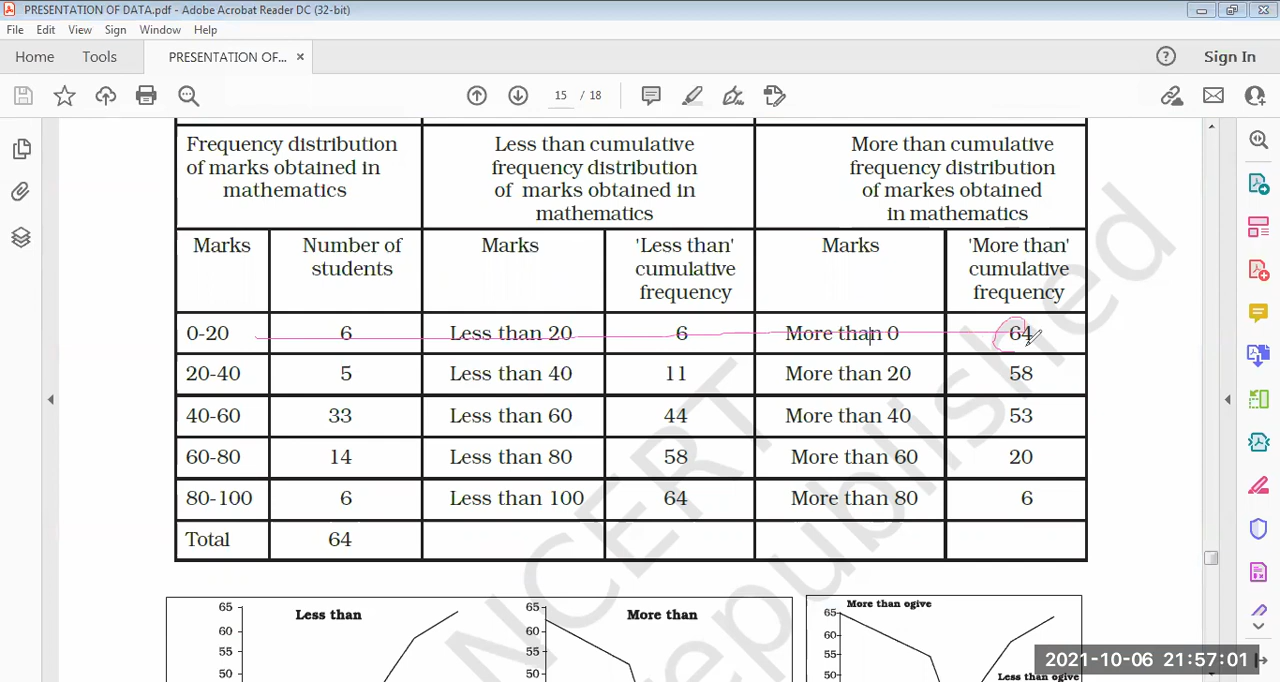 PRESENTATION OF DATA.pdf - Adobe Acrobat Reader DC (32-bit)
File Edit View Sign Window Help
Home Tools PRESENTATION OF... × Sign In
15 / 18
Frequency distribution of marks obtained in mathematics
Less than cumulative frequency distribution of marks obtained in mathematics
More than cumulative frequency distribution of markes obtained in mathematics
Marks Number of students Marks 'Less than' cumulative frequency Marks 'More than' cumulative frequency
0-20 6 Less than 20 6 More than 0 64
20-40 5 Less than 40 11 More than 20 58
40-60 33 Less than 60 44 More than 40 53
60-80 14 Less than 80 58 More than 60 20
80-100 6 Less than 100 64 More than 80 6
Total 64
65 Less than 65 More than More than ogive 65
60 60 60
55 55 55
50 50 50 Less than ogive
NCERT
republished
2021-10-06 21:57:01